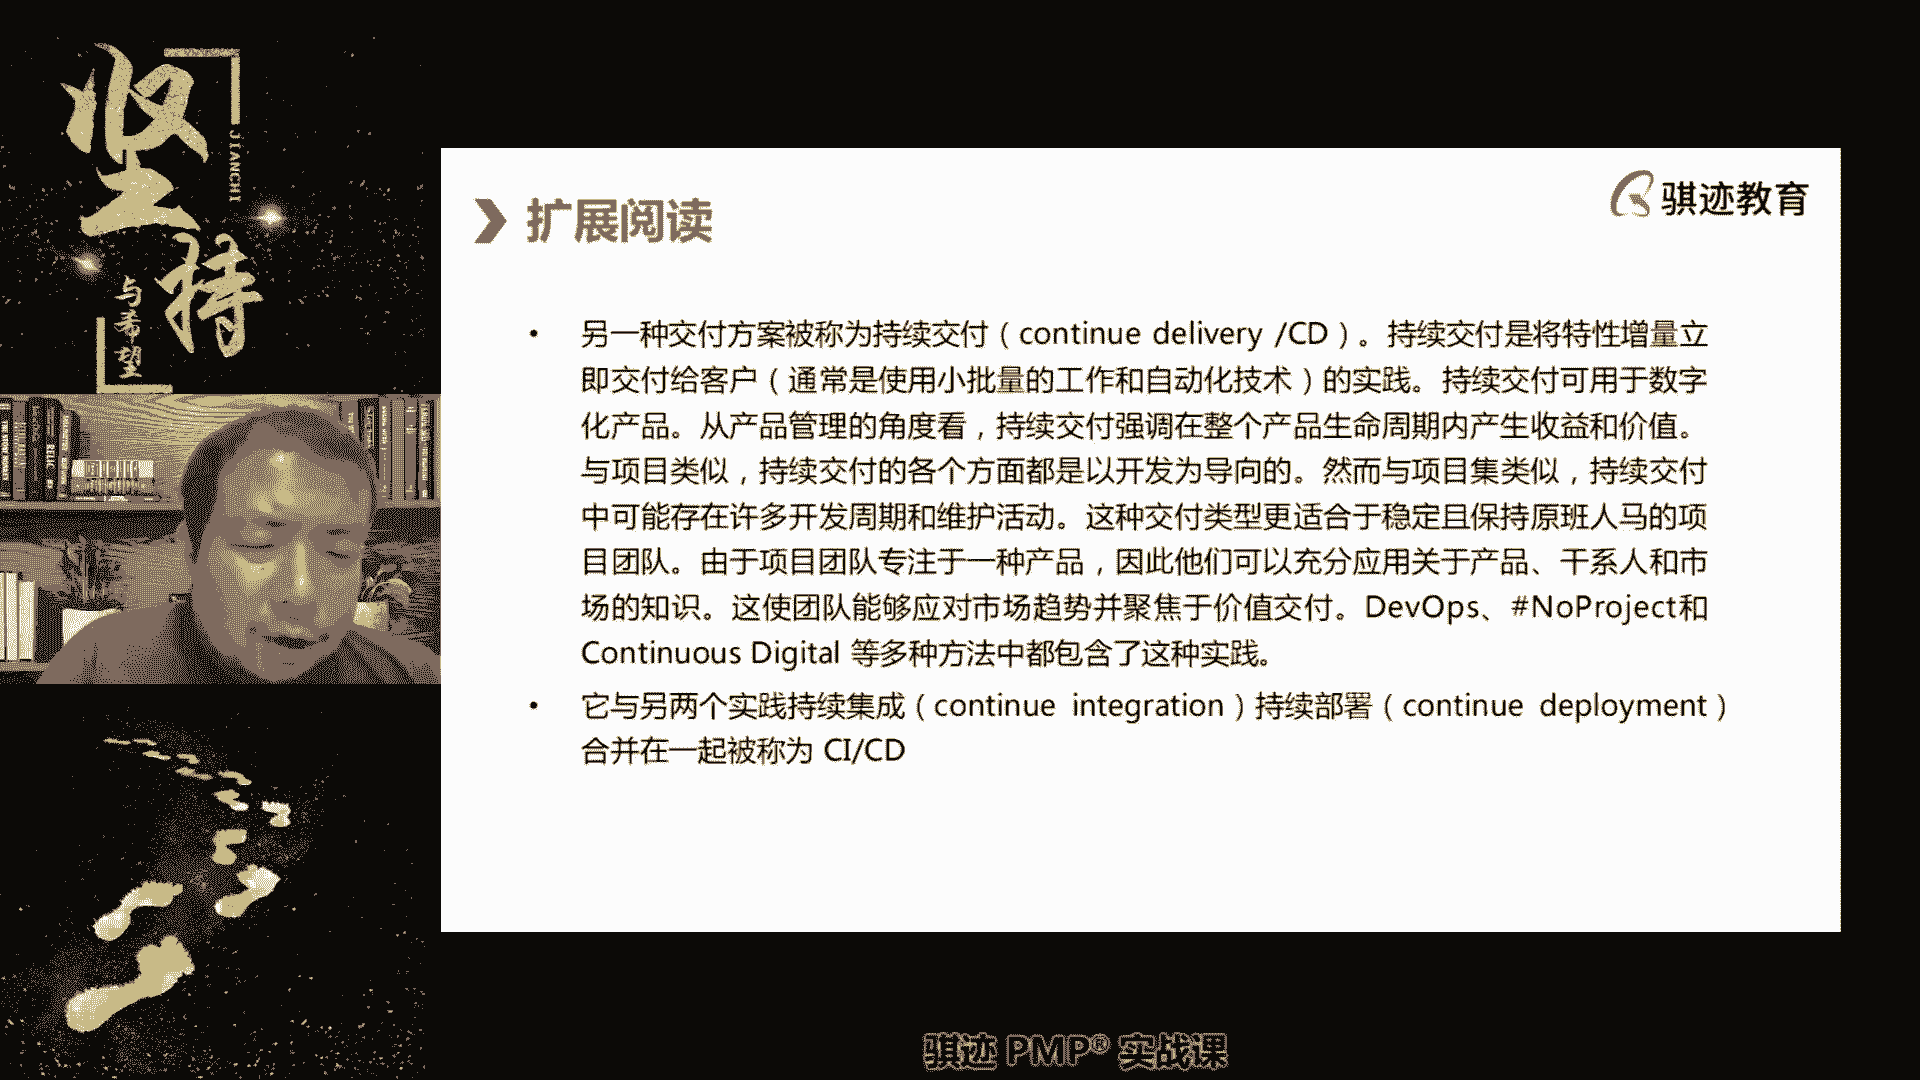 坚持
JIANCHI
与希望
骐迹教育
扩展阅读
• 另一种交付方案被称为持续交付（continue delivery /CD）。持续交付是将特性增量立
即交付给客户（通常是使用小批量的工作和自动化技术）的实践。持续交付可用于数字
化产品。从产品管理的角度看，持续交付强调在整个产品生命周期内产生收益和价值。
与项目类似，持续交付的各个方面都是以开发为导向的。然而与项目集类似，持续交付
中可能存在许多开发周期和维护活动。这种交付类型更适合于稳定且保持原班人马的项
目团队。由于项目团队专注于一种产品，因此他们可以充分应用关于产品、干系人和市
场的知识。这使团队能够应对市场趋势并聚焦于价值交付。DevOps、#NoProject和
Continuous Digital 等多种方法中都包含了这种实践。
• 它与另两个实践持续集成（continue integration）持续部署（continue deployment）
合并在一起被称为 CI/CD
骐迹 PMP® 实战课